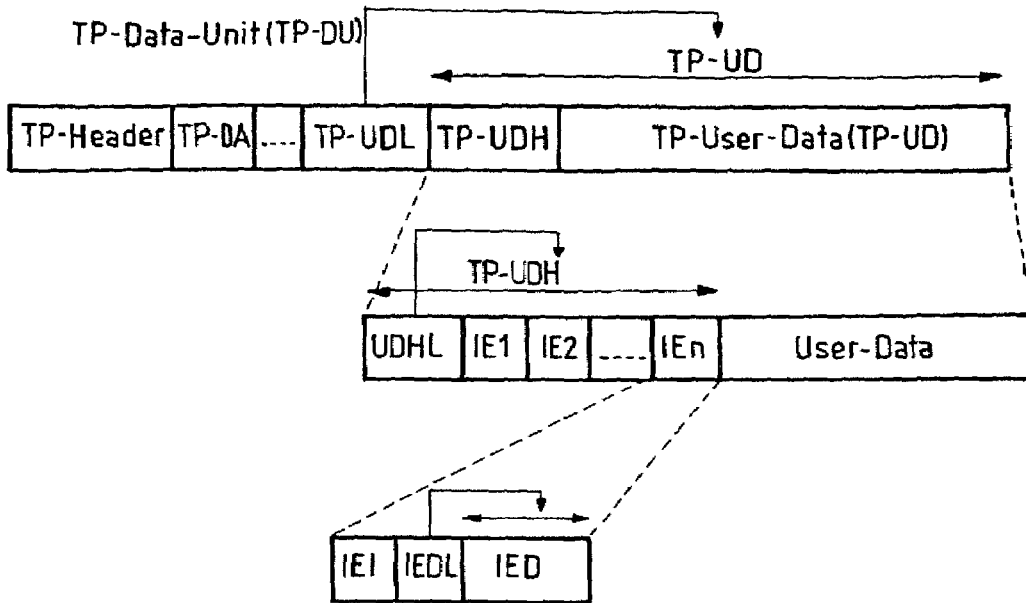 TP-Data-Unit(TP-DU)
TP-UD
TP-Header TP-DA ---- TP-UDL TP-UDH TP-User-Data(TP-UD)
TP-UDH
UDHL IE1 IE2 ---- IEn User-Data
IEI IEDL IED